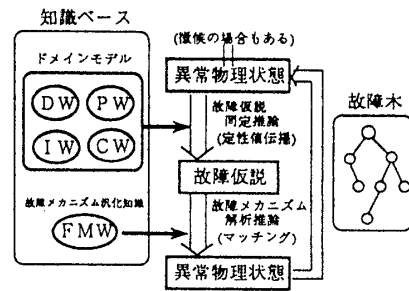 知識ベース
ドメインモデル
DW
PW
IW
CW
故障メカニズム汎化知識
FMW
(徴候の場合もある)
異常物理状態
故障仮説
同定推論
(定性値伝播)
故障仮説
故障メカニズム
解析推論
(マッチング)
異常物理状態
故障木